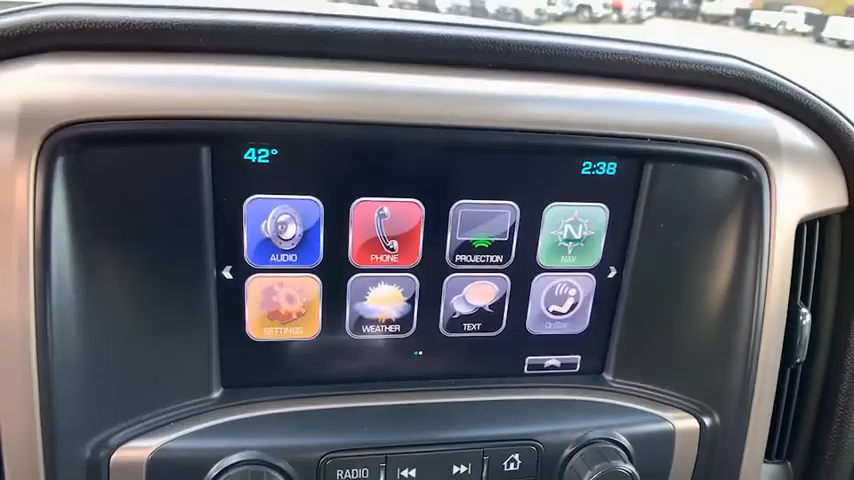 42° 2:38
AUDIO PHONE PROJECTION NAV
SETTINGS WEATHER TEXT OnStar
RADIO